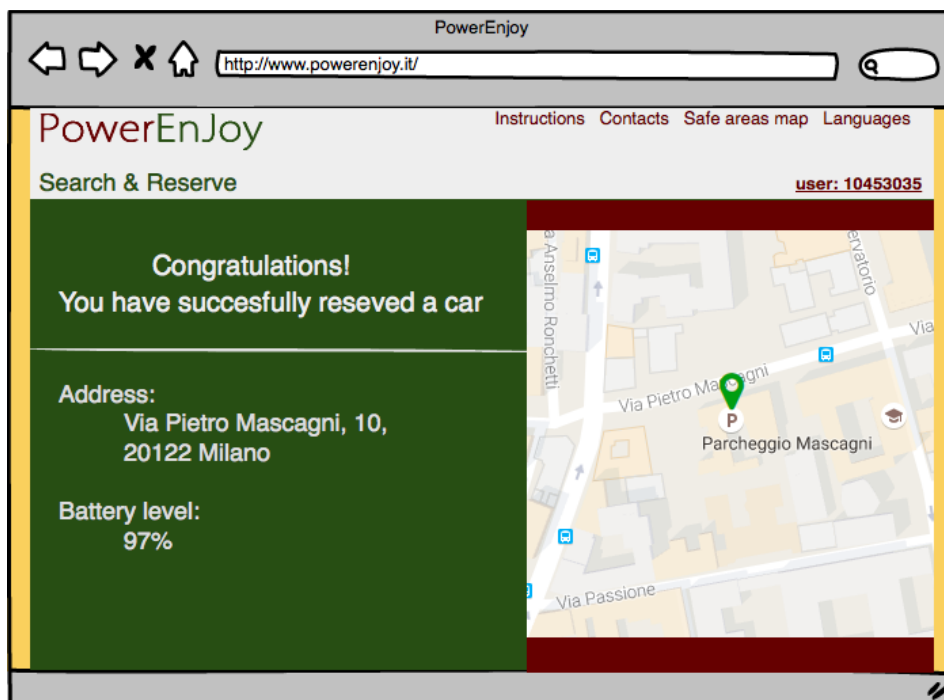 PowerEnjoy
http://www.powerenjoy.it/
PowerEnJoy
Instructions Contacts Safe areas map Languages
Search & Reserve
user: 10453035
Congratulations!
You have succesfully reseved a car
Address:
Via Pietro Mascagni, 10,
20122 Milano
Battery level:
97%
a Anselmo Ronchetti
ervatorio
Via
Via Pietro Mascagni
P
Parcheggio Mascagni
Via Passione